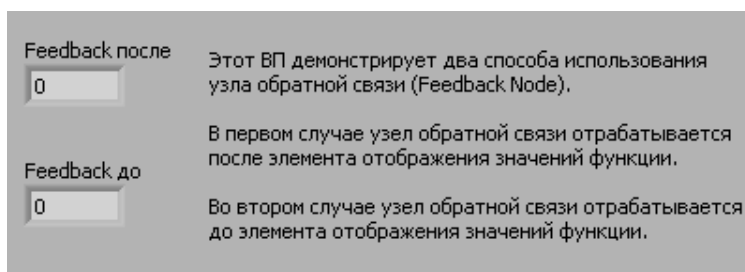 Feedback после
0
Feedback до
0
Этот ВП демонстрирует два способа использования
узла обратной связи (Feedback Node).
В первом случае узел обратной связи отрабатывается
после элемента отображения значений функции.
Во втором случае узел обратной связи отрабатывается
до элемента отображения значений функции.